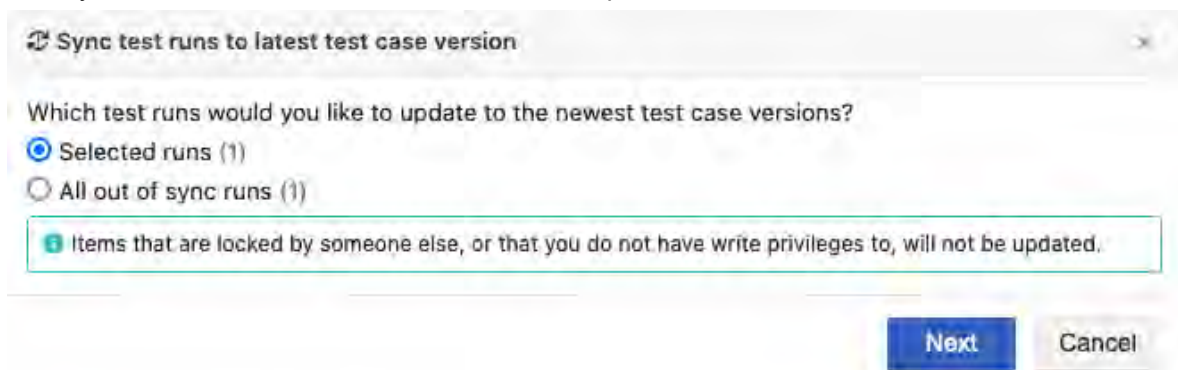 Sync test runs to latest test case version
Which test runs would you like to update to the newest test case versions?
Selected runs (1)
All out of sync runs (1)
Items that are locked by someone else, or that you do not have write privileges to, will not be updated.
Next Cancel